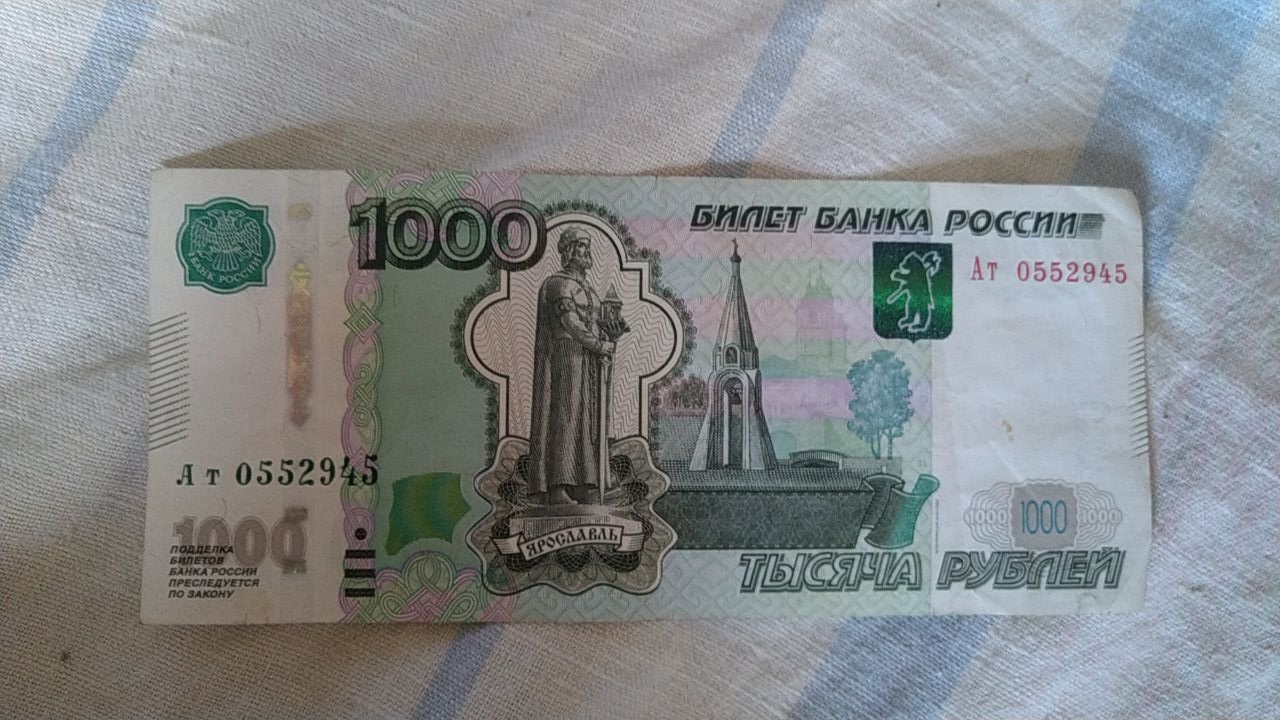 1000
БИЛЕТ БАНКА РОССИИ
БАНК РОССИИ
Ат 0552945
Ат 0552945
ЯРОСЛАВЛЬ
1000
ПОДДЕЛКА
БИЛЕТОВ
БАНКА РОССИИ
ПРЕСЛЕДУЕТСЯ
ПО ЗАКОНУ
1000 1000 1000
ТЫСЯЧА РУБЛЕЙ